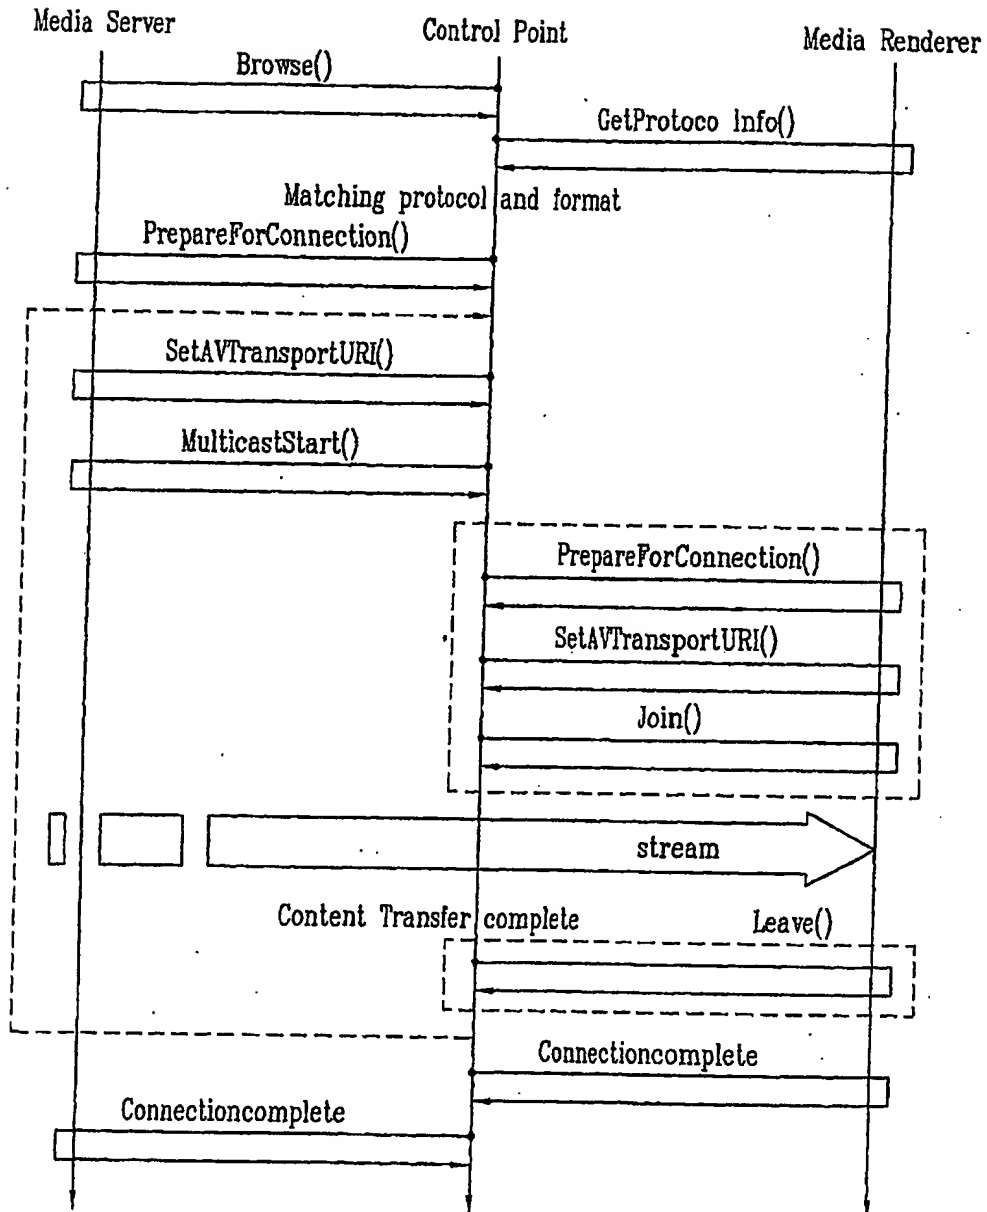 Media Server
Control Point
Media Renderer
Browse()
GetProtoco Info()
Matching protocol and format
PrepareForConnection()
SetAVTransportURI()
MulticastStart()
PrepareForConnection()
SetAVTransportURI()
Join()
stream
Content Transfer complete
Leave()
Connectioncomplete
Connectioncomplete